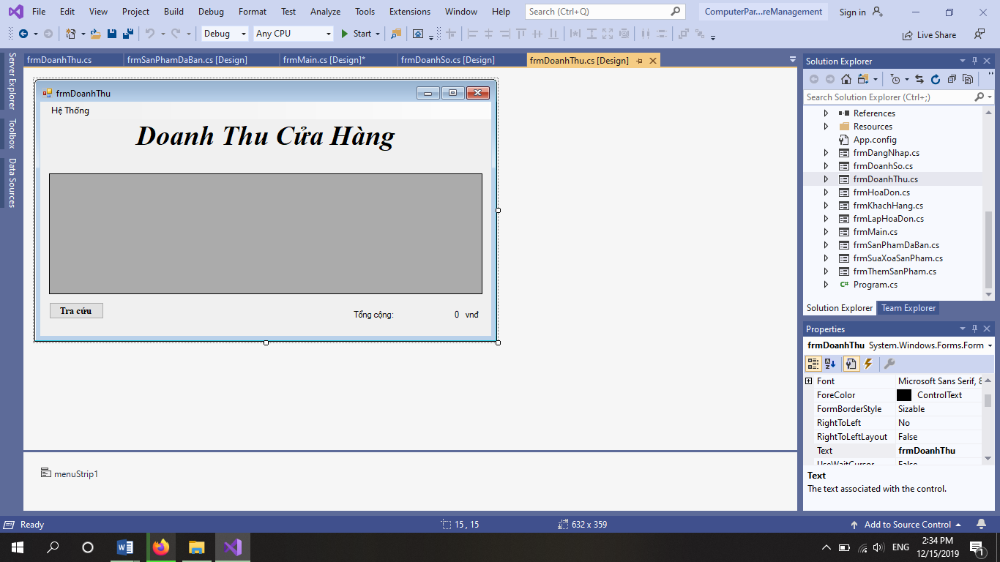 File Edit View Project Build Debug Format Test Analyze Tools Extensions Window Help Search (Ctrl+Q) ComputerPar...reManagement Sign in
Debug Any CPU Start Live Share
Server Explorer
Toolbox
Data Sources
frmDoanhThu.cs frmSanPhamDaBan.cs [Design] frmMain.cs [Design]* frmDoanhSo.cs [Design] frmDoanhThu.cs [Design]
frmDoanhThu
Hệ Thống
Doanh Thu Cửa Hàng
Tra cứu Tổng cộng: 0 vnđ
menuStrip1
Solution Explorer
Search Solution Explorer (Ctrl+;)
References
Resources
App.config
frmDangNhap.cs
frmDoanhSo.cs
frmDoanhThu.cs
frmHoaDon.cs
frmKhachHang.cs
frmLapHoaDon.cs
frmMain.cs
frmSanPhamDaBan.cs
frmSuaXoaSanPham.cs
frmThemSanPham.cs
C# Program.cs
Solution Explorer Team Explorer
Properties
frmDoanhThu System.Windows.Forms.Form
Font Microsoft Sans Serif, 8
ForeColor ControlText
FormBorderStyle Sizable
RightToLeft No
RightToLeftLayout False
Text frmDoanhThu
UseWaitCursor False
Text
The text associated with the control.
Ready 15 , 15 632 x 359 Add to Source Control
ENG 2:34 PM
12/15/2019 1